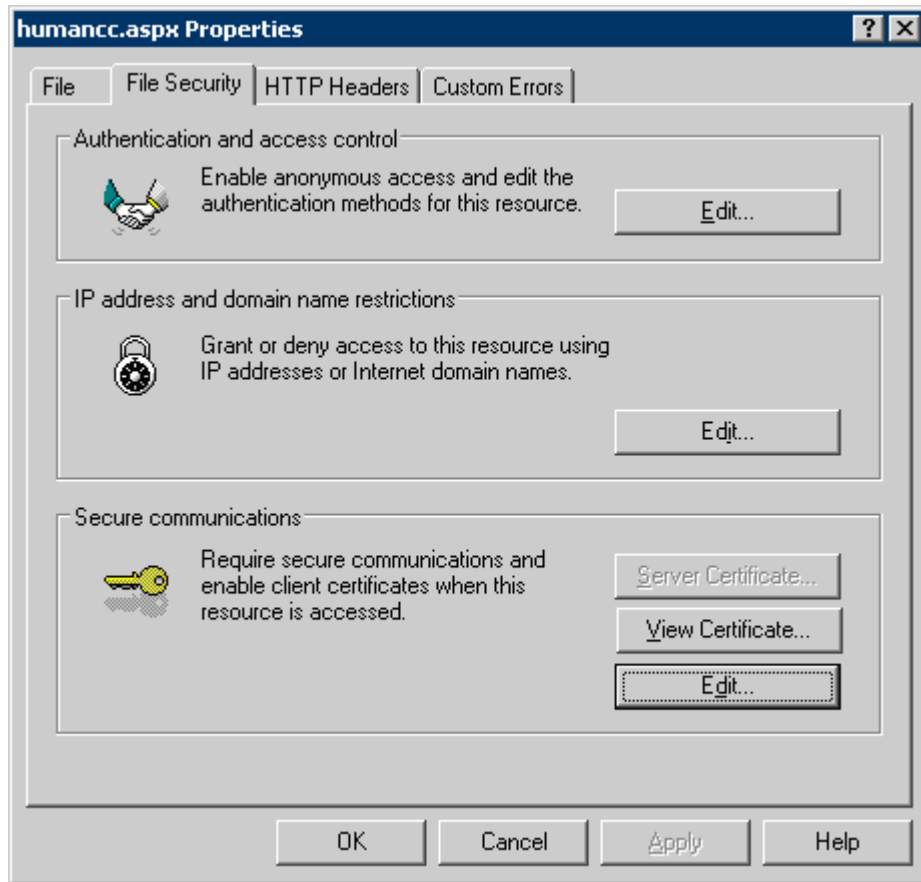 humancc.aspx Properties
File
File Security
HTTP Headers
Custom Errors
Authentication and access control
Enable anonymous access and edit the
authentication methods for this resource.
Edit...
IP address and domain name restrictions
Grant or deny access to this resource using
IP addresses or Internet domain names.
Edit...
Secure communications
Require secure communications and
enable client certificates when this
resource is accessed.
Server Certificate...
View Certificate...
Edit...
OK
Cancel
Apply
Help